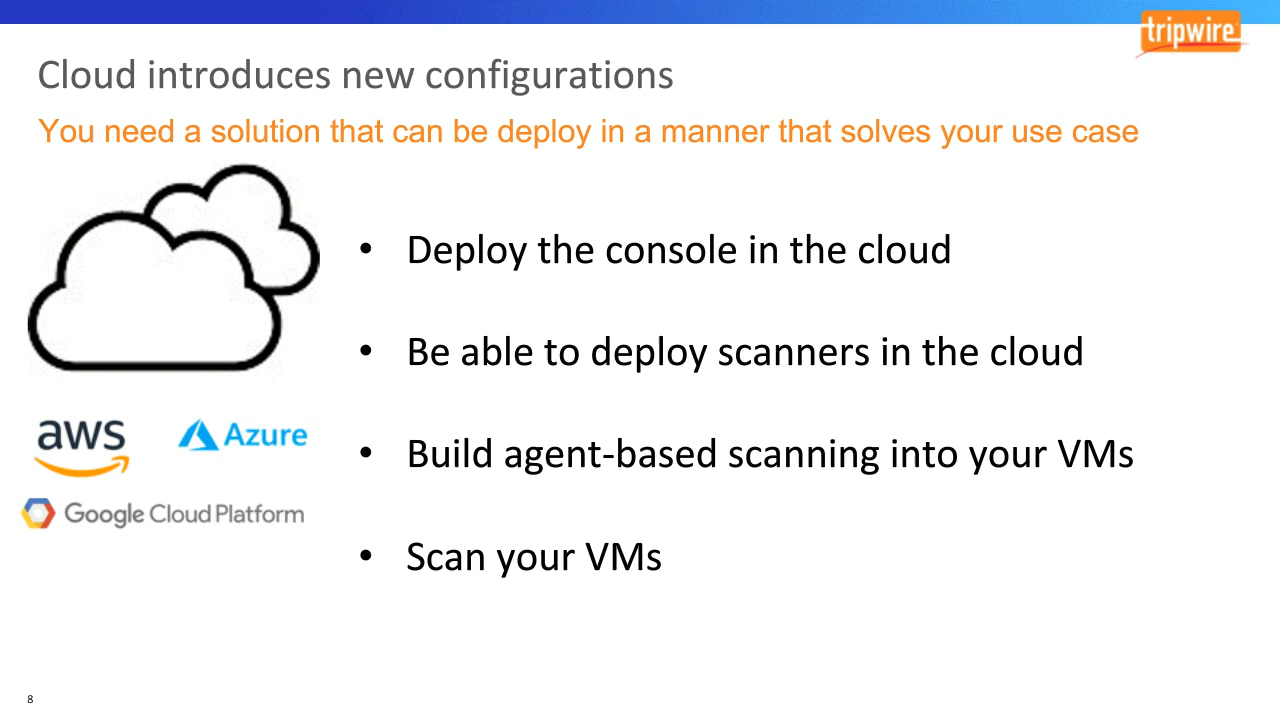 tripwire
Cloud introduces new configurations
You need a solution that can be deploy in a manner that solves your use case
• Deploy the console in the cloud
• Be able to deploy scanners in the cloud
aws
Azure
• Build agent-based scanning into your VMs
Google Cloud Platform
• Scan your VMs
8